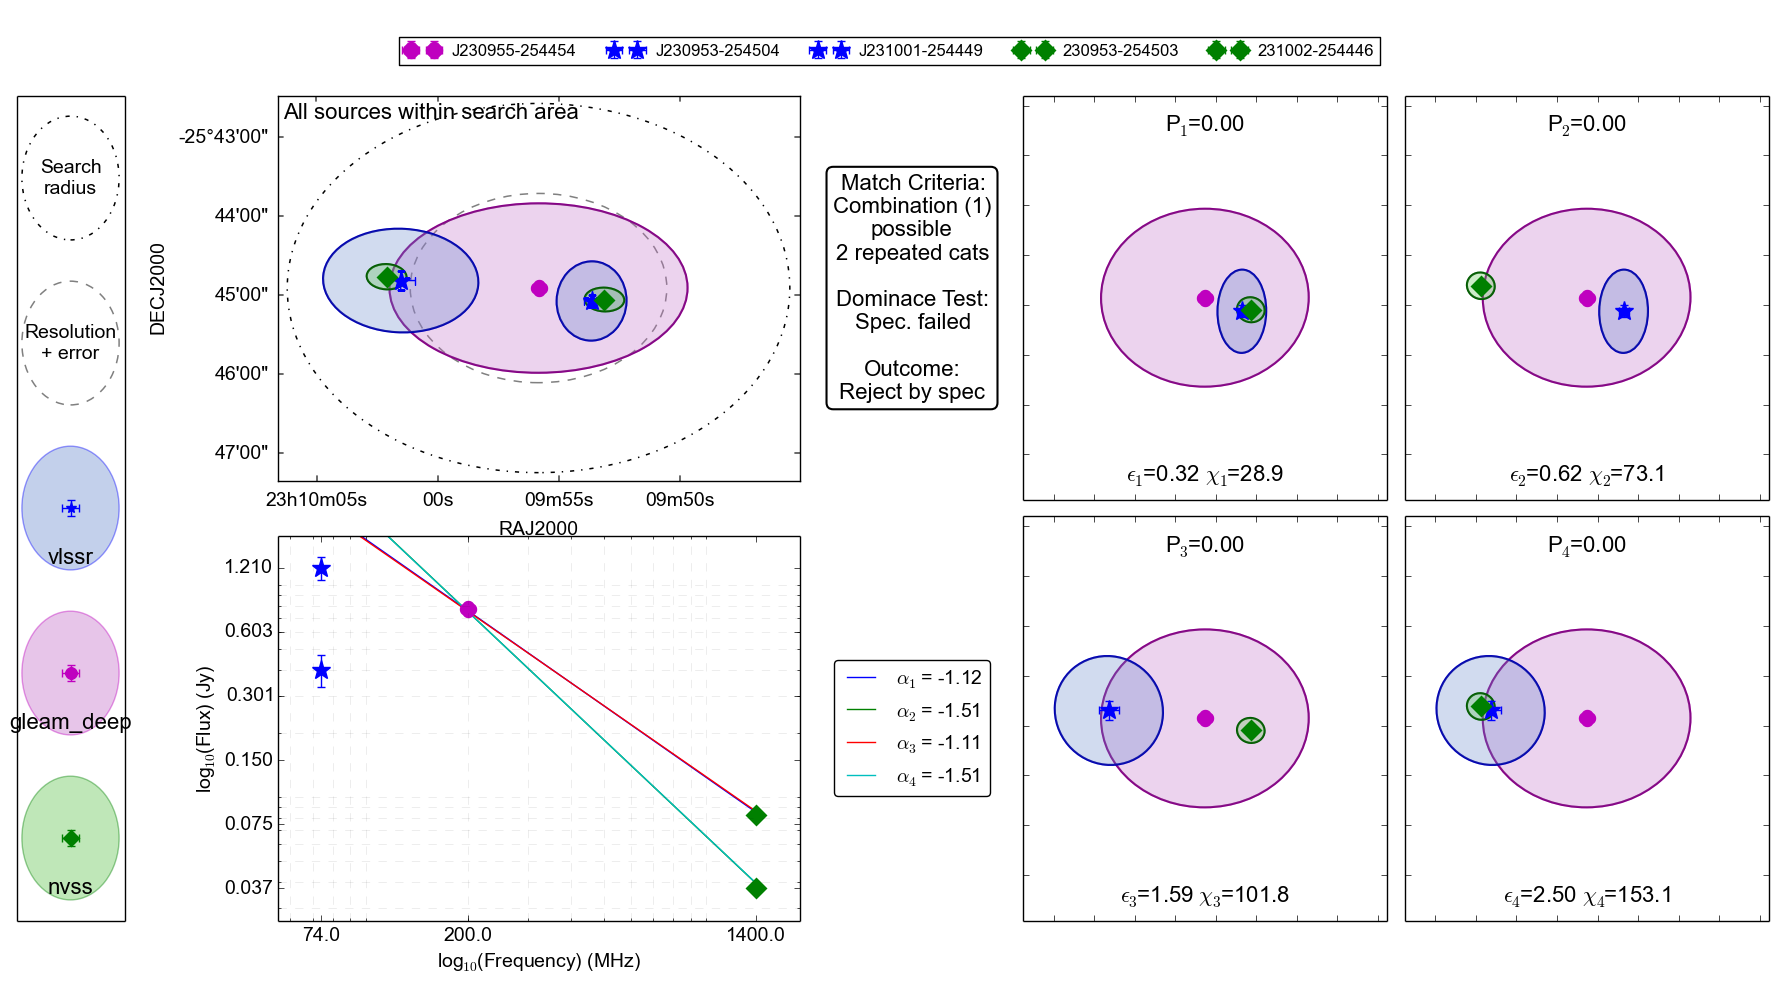 J230955-254454 J230953-254504 J231001-254449 230953-254503 231002-254446
Search
radius
Resolution
+ error
vlssr
gleam_deep
nvss
All sources within search area
DECJ2000
-25°43'00"
44'00"
45'00"
46'00"
47'00"
23h10m05s 00s 09m55s 09m50s
RAJ2000
Match Criteria:
Combination (1)
possible
2 repeated cats
Dominace Test:
Spec. failed
Outcome:
Reject by spec
P1=0.00
ϵ1=0.32 χ1=28.9
P2=0.00
ϵ2=0.62 χ2=73.1
log10(Flux) (Jy)
1.210
0.603
0.301
0.150
0.075
0.037
74.0 200.0 1400.0
log10(Frequency) (MHz)
α1 = -1.12
α2 = -1.51
α3 = -1.11
α4 = -1.51
P3=0.00
ϵ3=1.59 χ3=101.8
P4=0.00
ϵ4=2.50 χ4=153.1